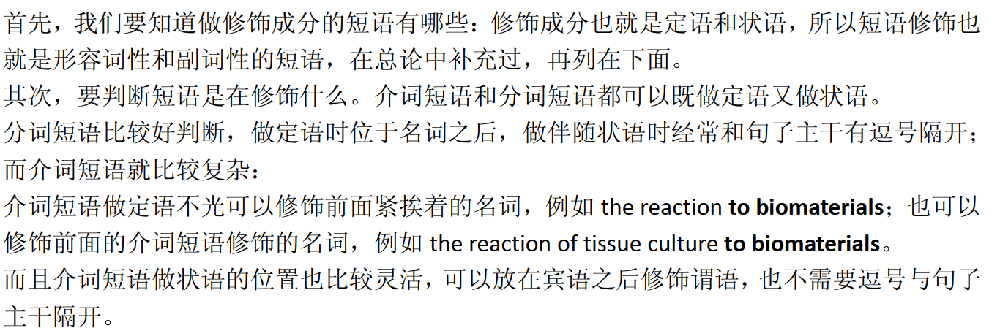 首先，我们要知道做修饰成分的短语有哪些：修饰成分也就是定语和状语，所以短语修饰也
就是形容词性和副词性的短语，在总论中补充过，再列在下面。
其次，要判断短语是在修饰什么。介词短语和分词短语都可以既做定语又做状语。
分词短语比较好判断，做定语时位于名词之后，做伴随状语时经常和句子主干有逗号隔开；
而介词短语就比较复杂：
介词短语做定语不光可以修饰前面紧挨着的名词，例如 the reaction to biomaterials；也可以
修饰前面的介词短语修饰的名词，例如 the reaction of tissue culture to biomaterials。
而且介词短语做状语的位置也比较灵活，可以放在宾语之后修饰谓语，也不需要逗号与句子
主干隔开。